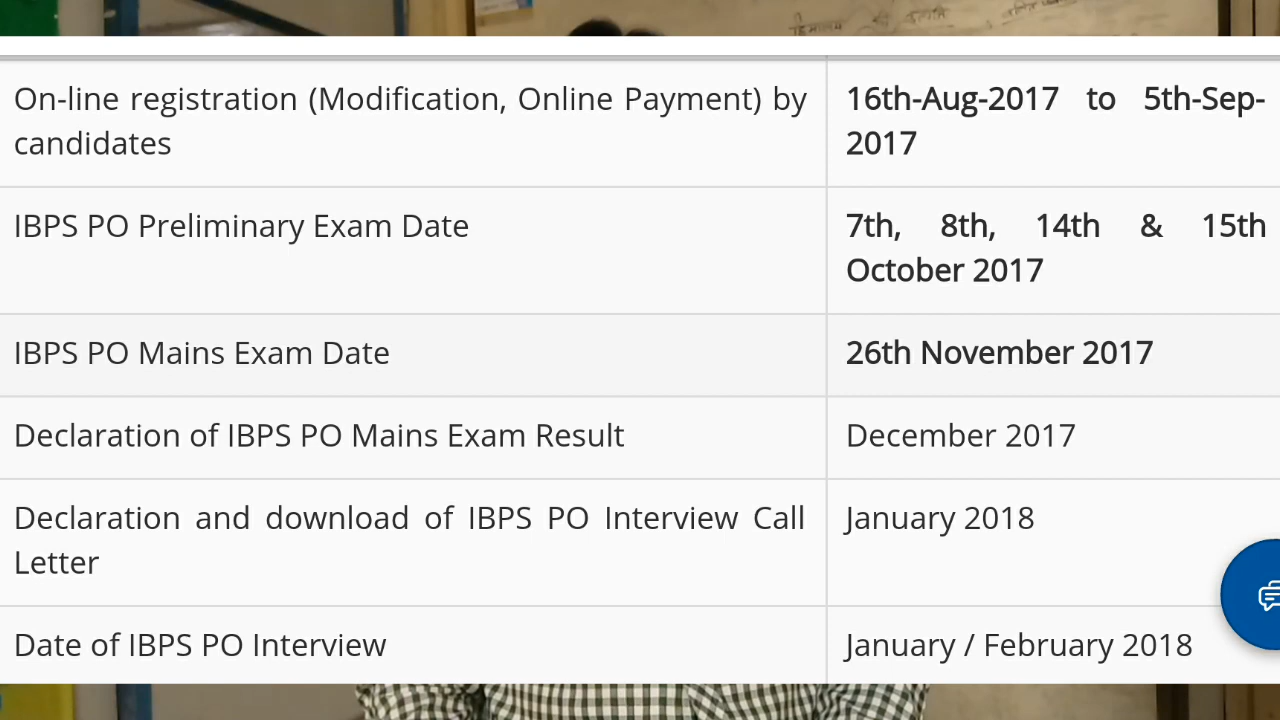 On-line registration (Modification, Online Payment) by
candidates
16th-Aug-2017 to 5th-Sep-
2017
IBPS PO Preliminary Exam Date
7th, 8th, 14th & 15th
October 2017
IBPS PO Mains Exam Date
26th November 2017
Declaration of IBPS PO Mains Exam Result
December 2017
Declaration and download of IBPS PO Interview Call
Letter
January 2018
Date of IBPS PO Interview
January / February 2018